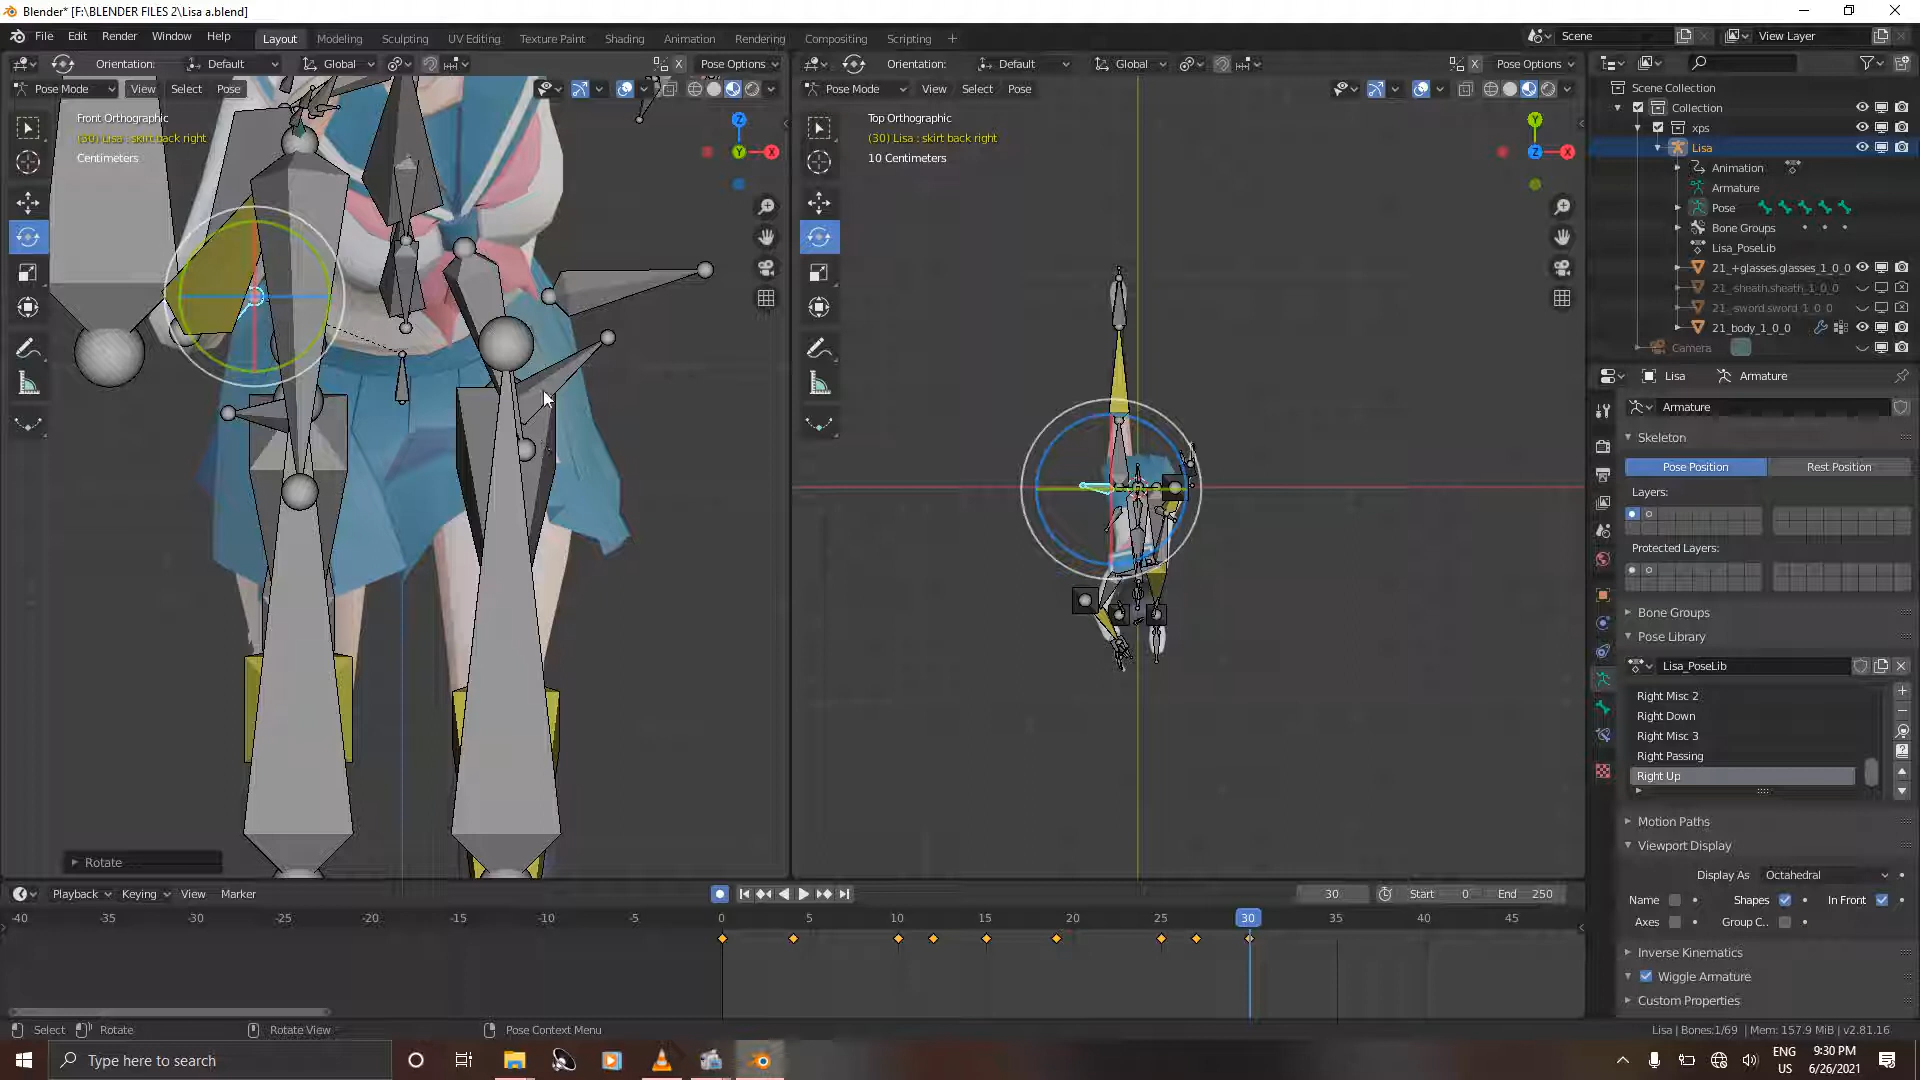 Blender* [F:\BLENDER FILES 2\Lisa a.blend]
File Edit Render Window Help Layout Modeling Sculpting UV Editing Texture Paint Shading Animation Rendering Compositing Scripting Scene View Layer
Orientation: Default Global Pose Options
Orientation: Default Global Pose Options
Pose Mode View Select Pose
Pose Mode View Select Pose
Front Orthographic
(30) Lisa : skirt back right
Centimeters
Z
Y
X
Top Orthographic
(30) Lisa : skirt back right
10 Centimeters
Y
Z
X
Rotate
Scene Collection
Collection
xps
Lisa
Animation
Armature
Pose
Bone Groups
Lisa_PoseLib
21_+glasses.glasses_1_0_0
21_-sheath.sheath_1_0_0
21_-sword.sword_1_0_0
21_body_1_0_0
Camera
Lisa Armature
Armature
Skeleton
Pose Position Rest Position
Layers:
Protected Layers:
Bone Groups
Pose Library
Lisa_PoseLib
Right Misc 2
Right Down
Right Misc 3
Right Passing
Right Up
Motion Paths
Viewport Display
Display As Octahedral
Name Shapes In Front
Axes Group C..
Inverse Kinematics
Wiggle Armature
Custom Properties
Playback Keying View Marker 30 Start 0 End 250
-40 -35 -30 -25 -20 -15 -10 -5 0 5 10 15 20 25 30 35 40 45
Select Rotate Rotate View Pose Context Menu Lisa | Bones:1/69 | Mem: 157.9 MiB | v2.81.16
Type here to search
ENG
US
9:30 PM
6/26/2021